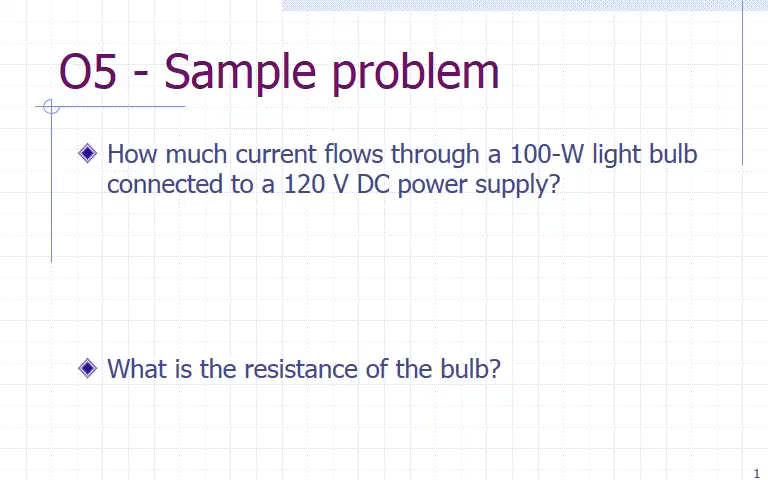 O5 - Sample problem
How much current flows through a 100-W light bulb
connected to a 120 V DC power supply?
What is the resistance of the bulb?
1